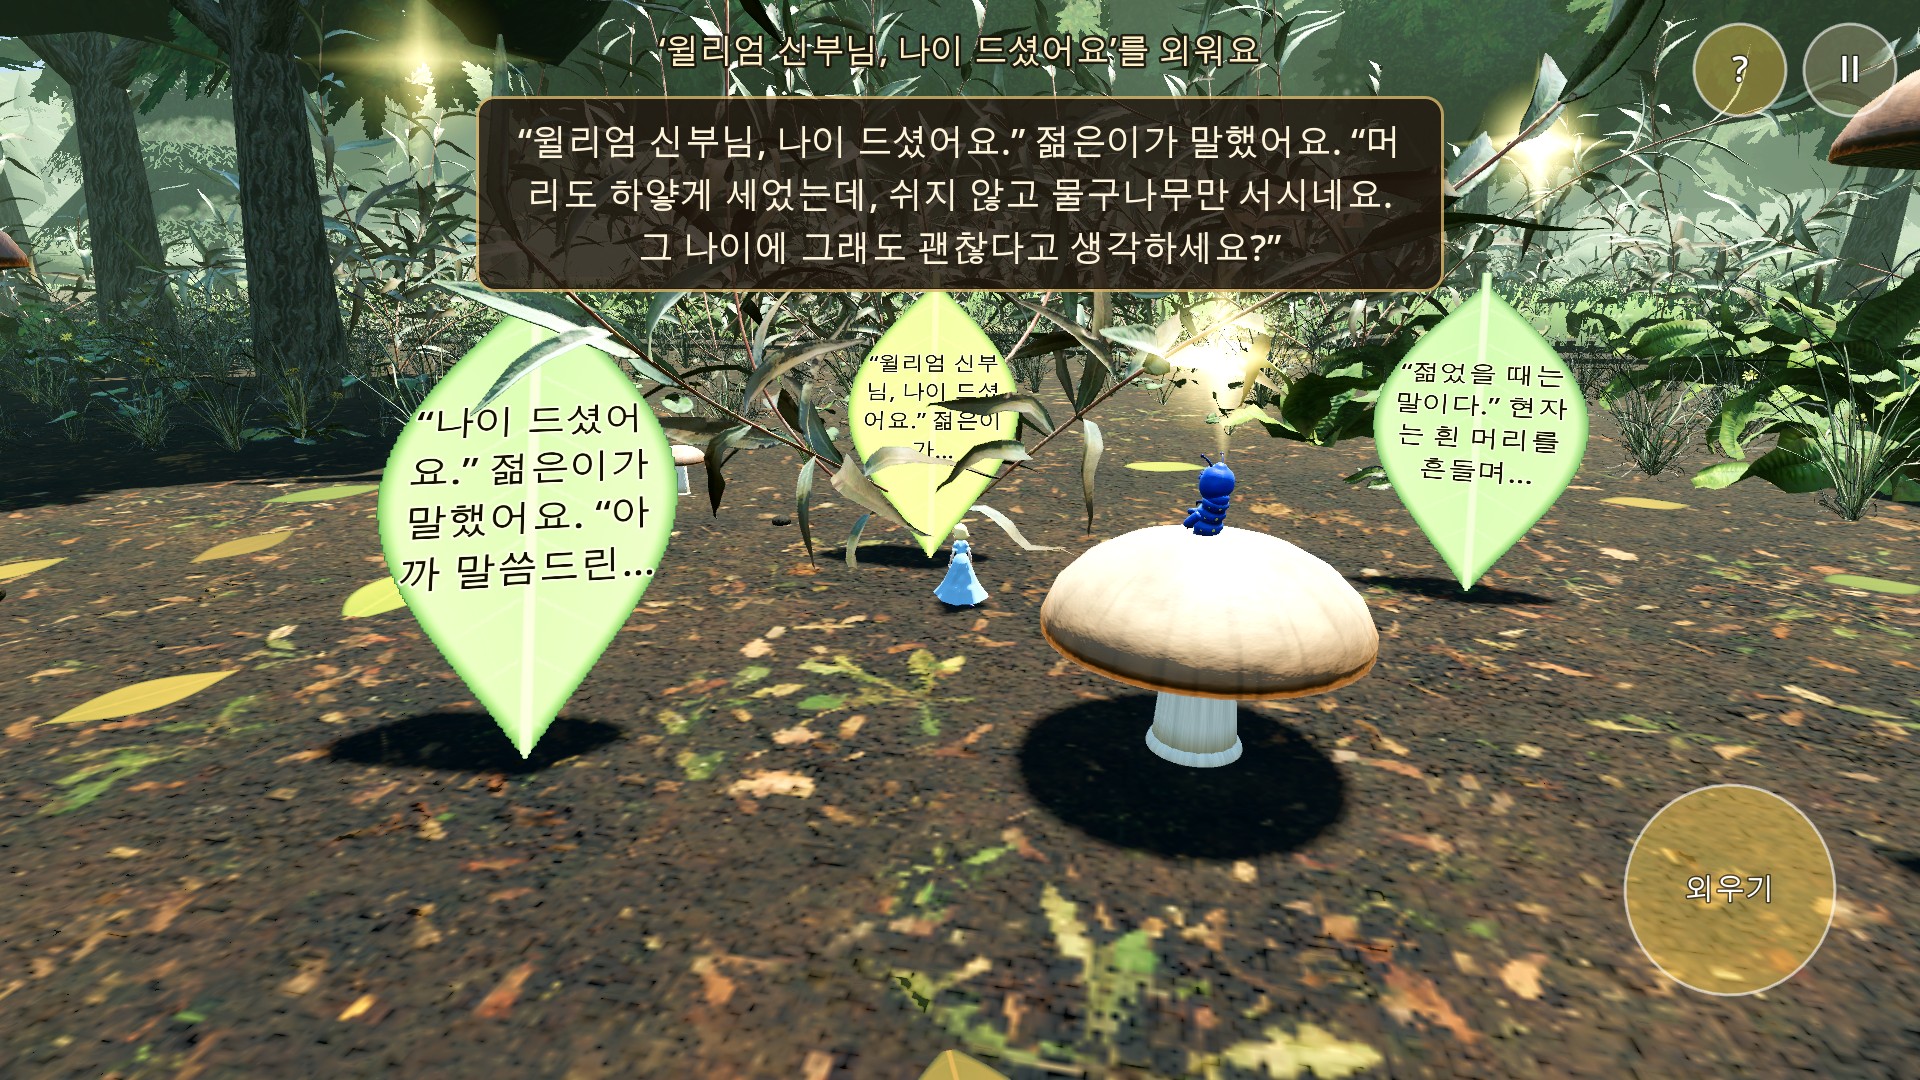 ‘윌리엄 신부님, 나이 드셨어요’를 외워요
?
“윌리엄 신부님, 나이 드셨어요.” 젊은이가 말했어요. “머
리도 하얗게 세었는데, 쉬지 않고 물구나무만 서시네요.
그 나이에 그래도 괜찮다고 생각하세요?”
“나이 드셨어
요.” 젊은이가
말했어요. “아
까 말씀드린...
“윌리엄 신부
님, 나이 드셨
어요.” 젊은이
가...
“젊었을 때는
말이다.” 현자
는 흰 머리를
흔들며...
외우기